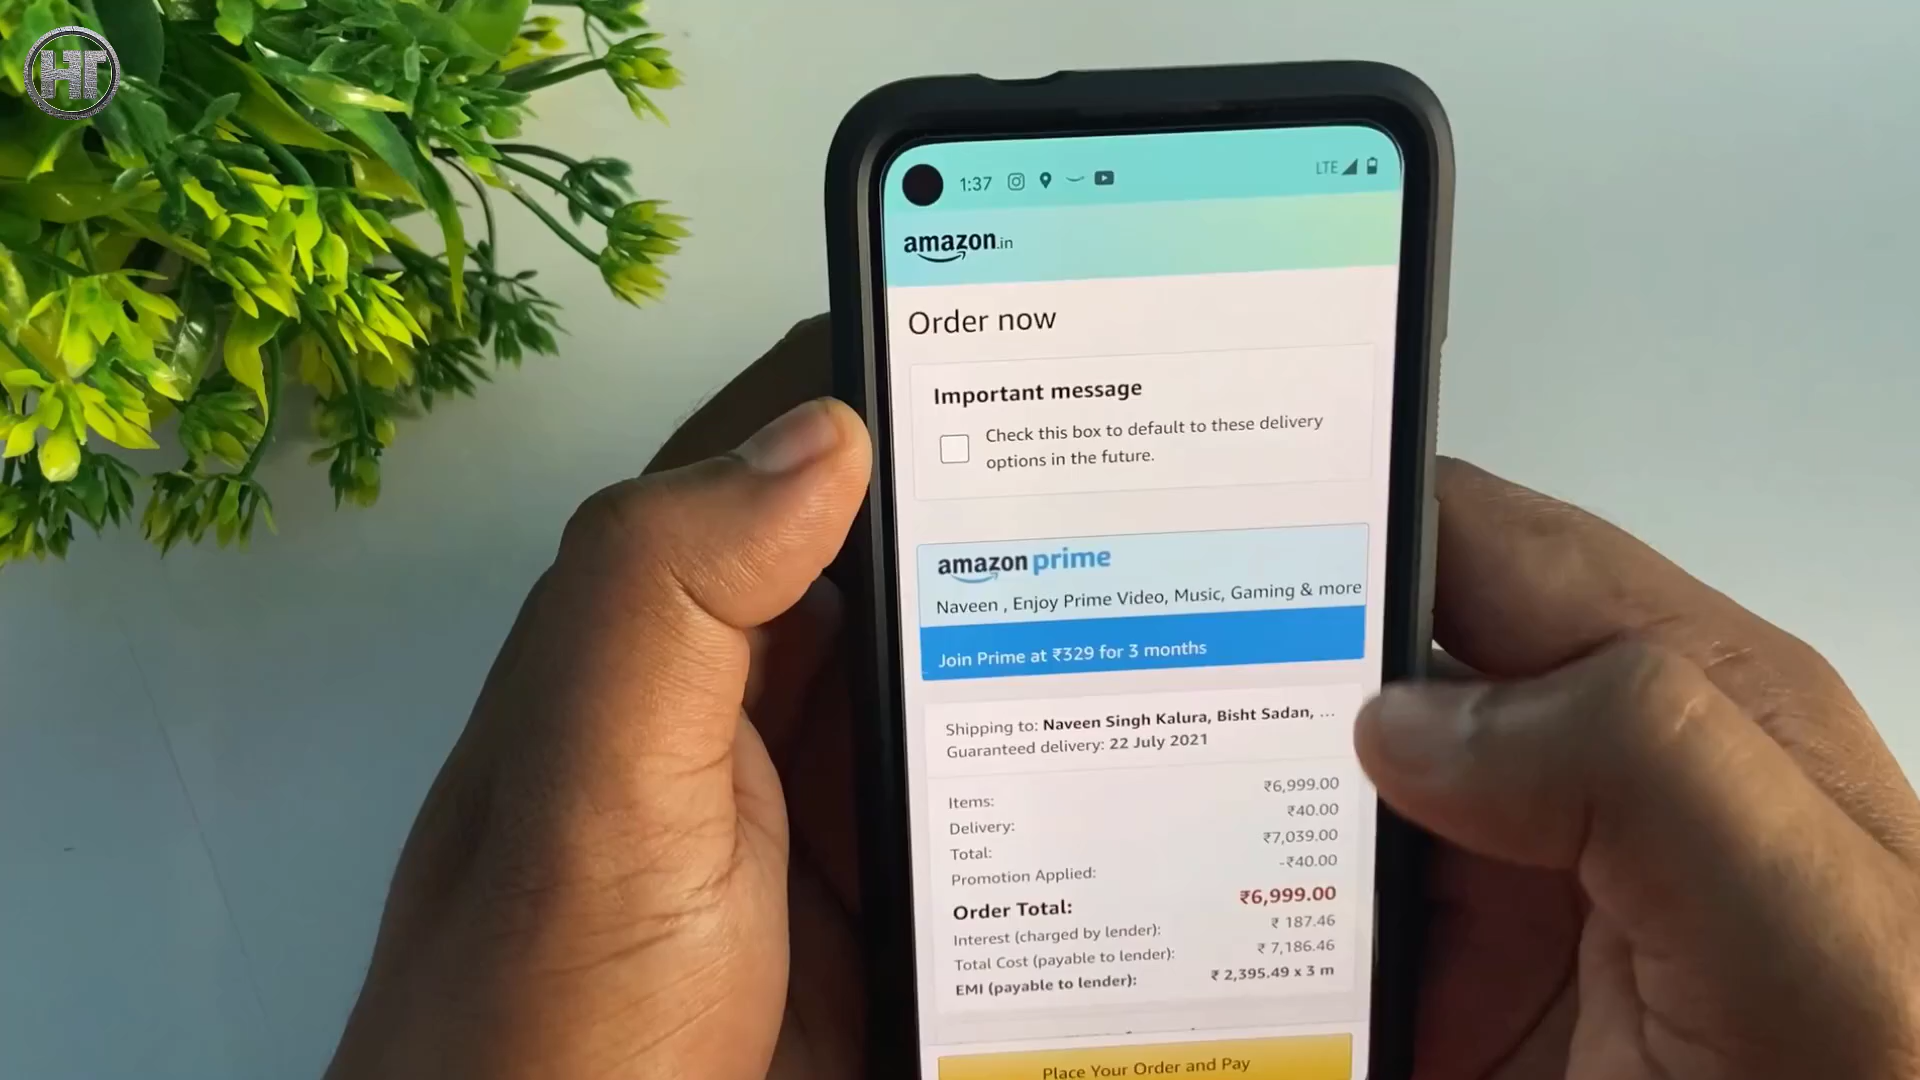 HT
1:37
LTE
amazon.in
Order now
Important message
Check this box to default to these delivery
options in the future.
amazon prime
Naveen , Enjoy Prime Video, Music, Gaming & more
Join Prime at ₹329 for 3 months
Shipping to: Naveen Singh Kalura, Bisht Sadan, ...
Guaranteed delivery: 22 July 2021
Items: ₹6,999.00
Delivery: ₹40.00
Total: ₹7,039.00
Promotion Applied: -₹40.00
Order Total: ₹6,999.00
Interest (charged by lender): ₹ 187.46
Total Cost (payable to lender): ₹ 7,186.46
EMI (payable to lender): ₹ 2,395.49 x 3 m
Place Your Order and Pay